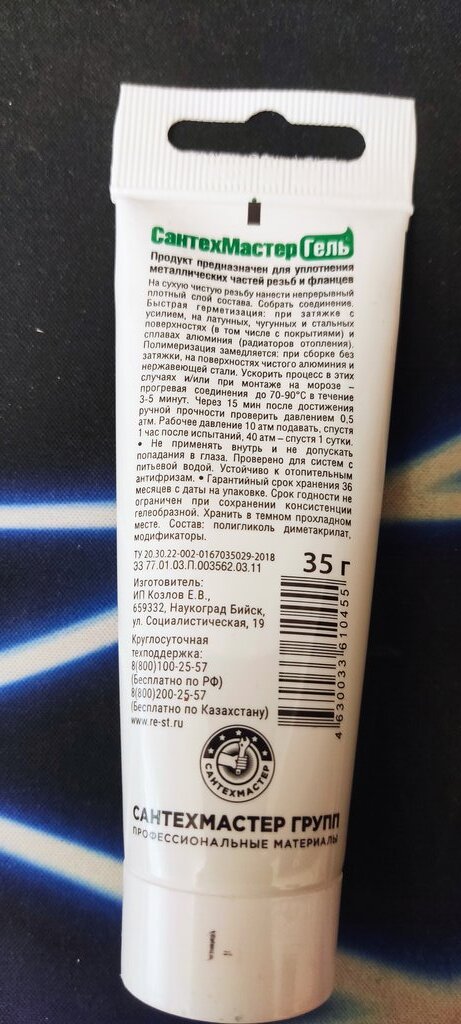 СантехМастер Гель
Продукт предназначен для уплотнения
металлических частей резьб и фланцев
На сухую чистую резьбу нанести непрерывный
плотный слой состава. Собрать соединение.
Быстрая герметизация: при затяжке с
усилием, на латунных, чугунных и стальных
поверхностях (в том числе с покрытиями) и
сплавах алюминия (радиаторов отопления).
Полимеризация замедляется: при сборке без
затяжки, на поверхностях чистого алюминия и
нержавеющей стали. Ускорить процесс в этих
случаях и/или при монтаже на морозе –
прогревая соединения до 70-90°С в течение
3-5 минут. Через 15 мин после достижения
ручной прочности проверить давлением 0,5
атм. Рабочее давление 10 атм подавать, спустя
1 час после испытаний, 40 атм – спустя 1 сутки.
• Не применять внутрь и не допускать
попадания в глаза. Проверено для систем с
питьевой водой. Устойчиво к отопительным
антифризам. • Гарантийный срок хранения 36
месяцев с даты на упаковке. Срок годности не
ограничен при сохранении консистенции
гелеобразной. Хранить в темном прохладном
месте. Состав: полигликоль диметакрилат,
модификаторы.
ТУ 20.30.22-002-0167035029-2018
ЭЗ 77.01.03.П.003562.03.11
35 г
Изготовитель:
ИП Козлов Е.В.,
659332, Наукоград Бийск,
ул. Социалистическая, 19
Круглосуточная
техподдержка:
8(800)100-25-57
(Бесплатно по РФ)
8(800)200-25-57
(Бесплатно по Казахстану)
www.re-st.ru
4630033610455
САНТЕХМАСТЕР
САНТЕХМАСТЕР ГРУПП
ПРОФЕССИОНАЛЬНЫЕ МАТЕРИАЛЫ